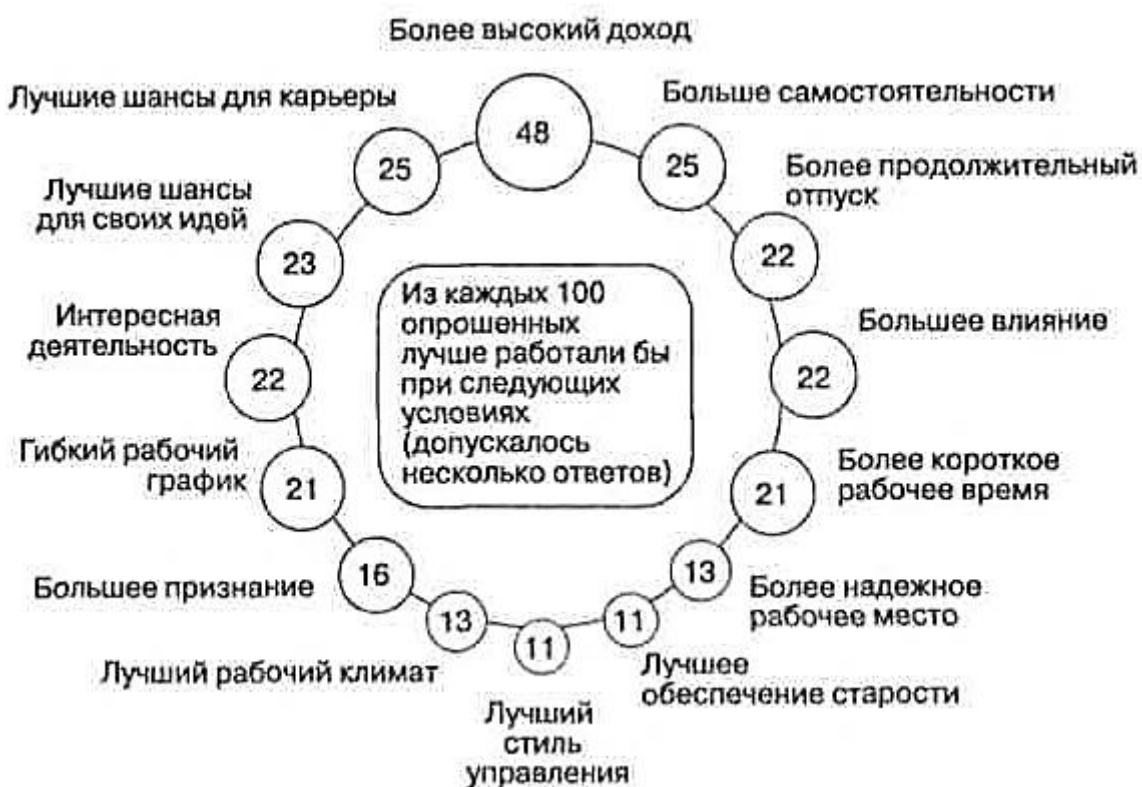 Более высокий доход
48
Больше самостоятельности
25
Более продолжительный
отпуск
22
Большее влияние
22
Более короткое
рабочее время
21
Более надежное
рабочее место
13
Лучшее
обеспечение старости
11
Лучший
стиль
управления
11
Лучший рабочий климат
13
Большее признание
16
Гибкий рабочий
график
21
Интересная
деятельность
22
Лучшие шансы
для своих идей
23
Лучшие шансы для карьеры
25
Из каждых 100
опрошенных
лучше работали бы
при следующих
условиях
(допускалось
несколько ответов)